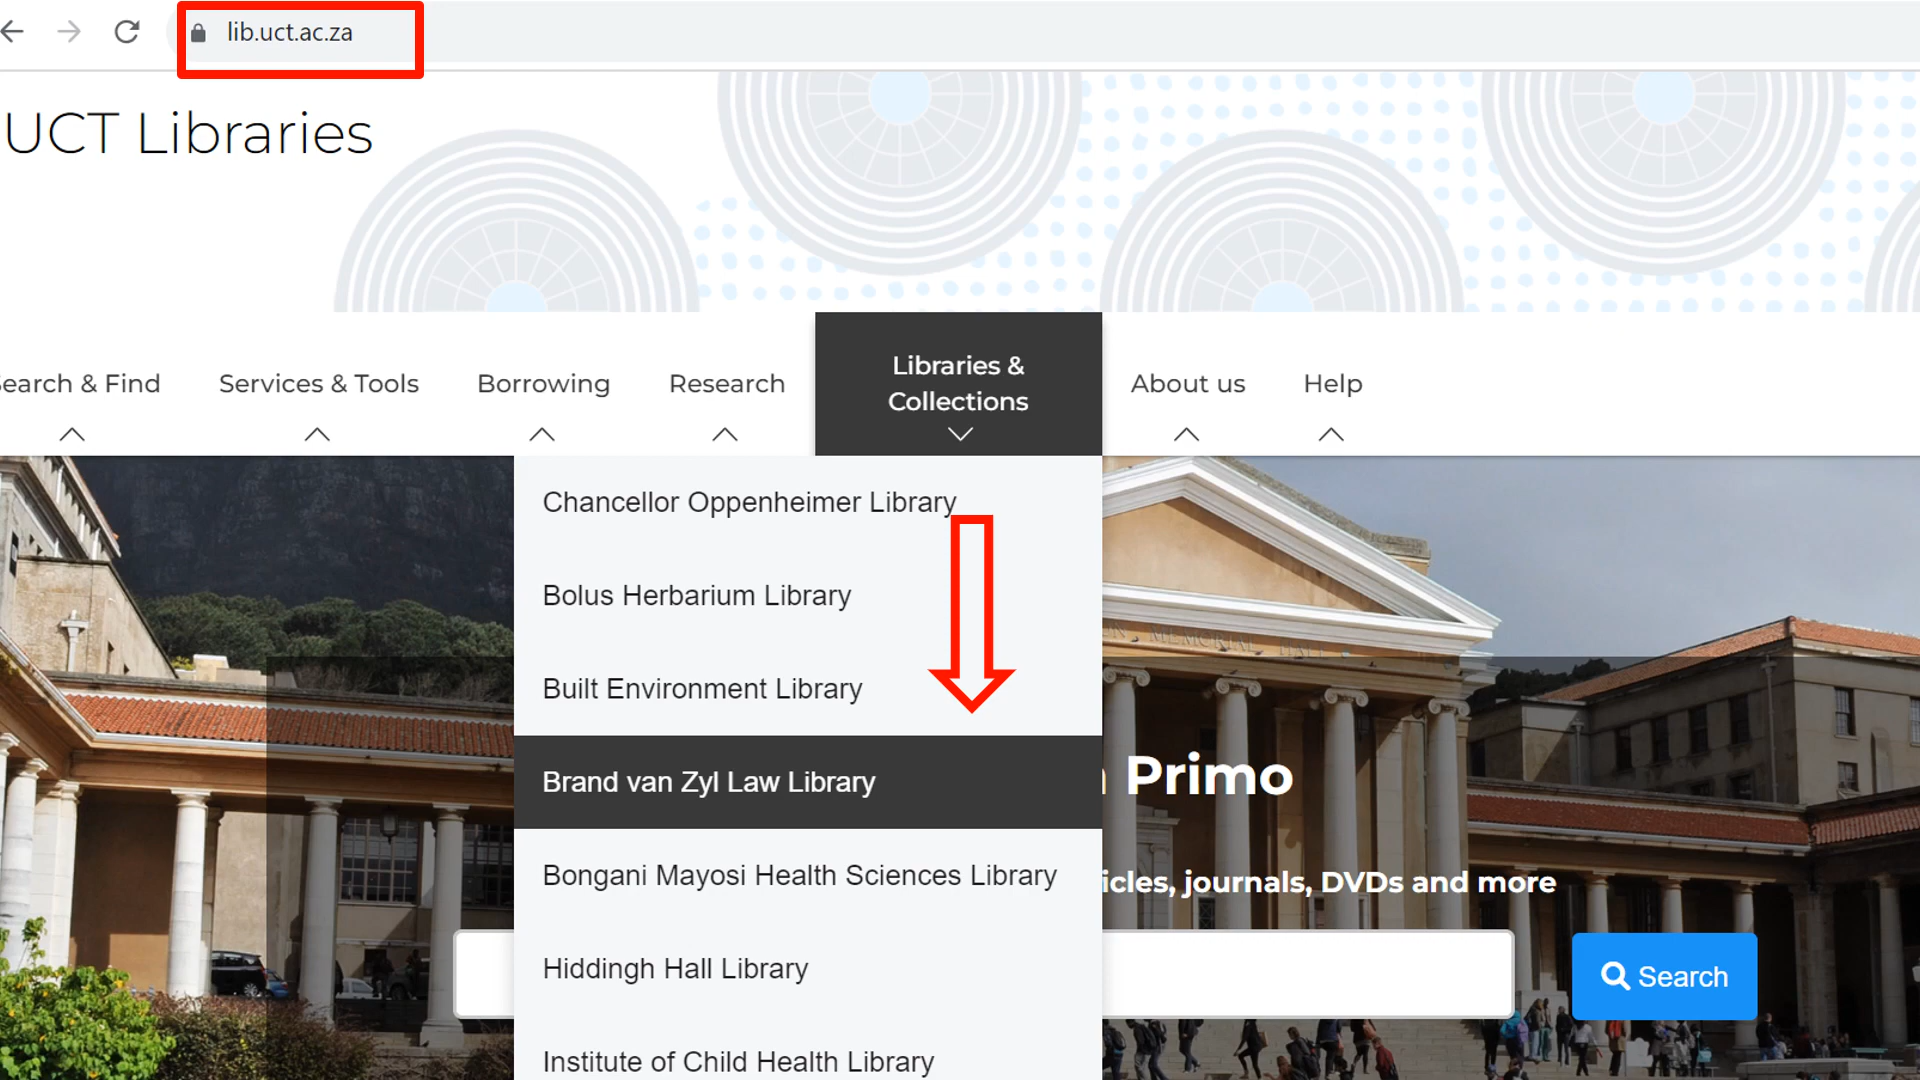 lib.uct.ac.za
UCT Libraries
earch & Find
Services & Tools
Borrowing
Research
Libraries &
Collections
About us
Help
Chancellor Oppenheimer Library
Bolus Herbarium Library
Built Environment Library
Brand van Zyl Law Library
Bongani Mayosi Health Sciences Library
Hiddingh Hall Library
Institute of Child Health Library
MEMORIAL HALL
Primo
icles, journals, DVDs and more
Search